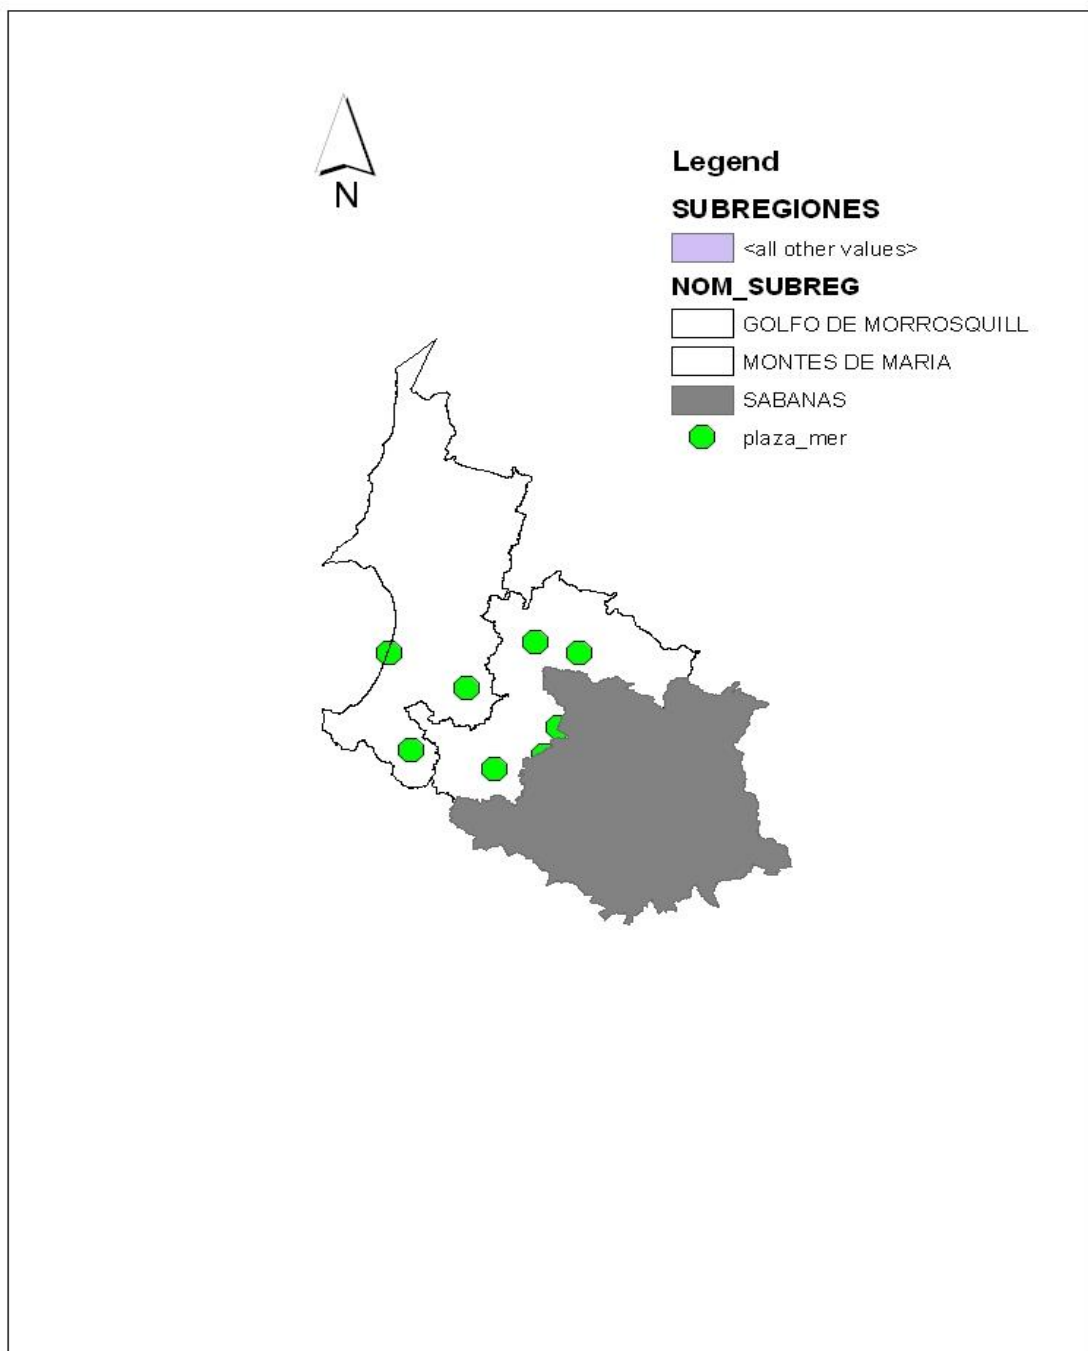 N
Legend
SUBREGIONES
<all other values>
NOM_SUBREG
GOLFO DE MORROSQUILL
MONTES DE MARIA
SABANAS
plaza_mer